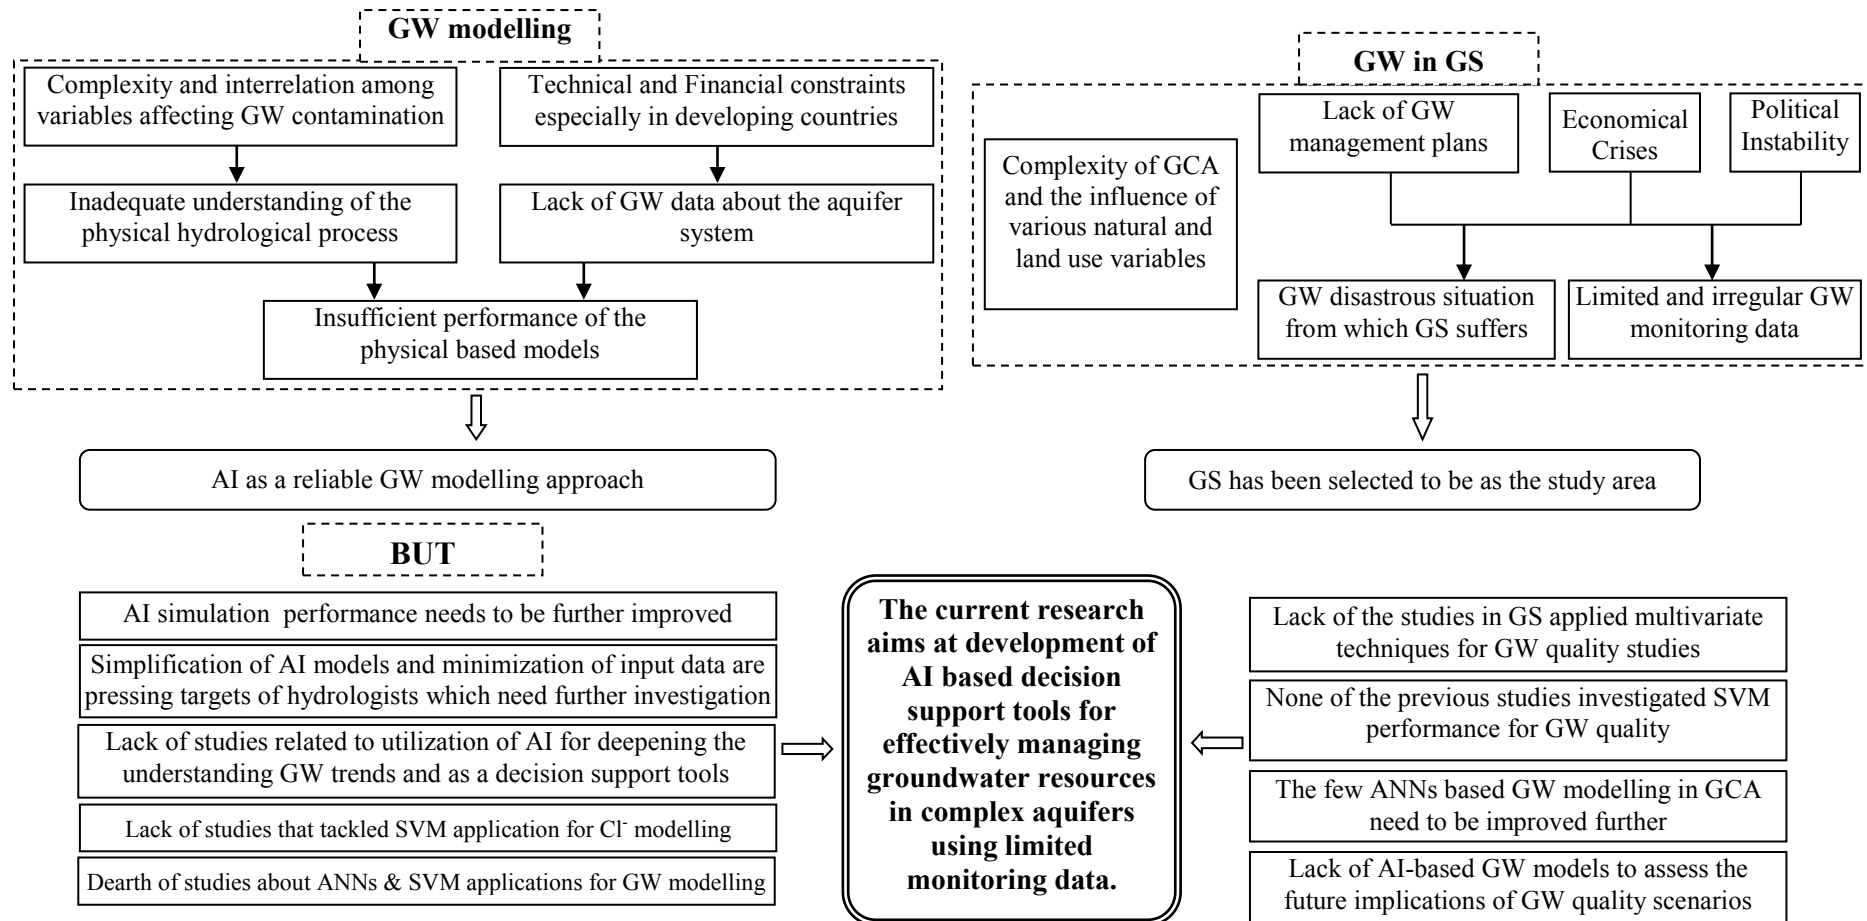 GW modelling
Complexity and interrelation among
variables affecting GW contamination
Technical and Financial constraints
especially in developing countries
Inadequate understanding of the
physical hydrological process
Lack of GW data about the aquifer
system
Insufficient performance of the
physical based models
AI as a reliable GW modelling approach
GW in GS
Complexity of GCA
and the influence of
various natural and
land use variables
Lack of GW
management plans
Economical
Crises
Political
Instability
GW disastrous situation
from which GS suffers
Limited and irregular GW
monitoring data
GS has been selected to be as the study area
BUT
AI simulation performance needs to be further improved
Simplification of AI models and minimization of input data are
pressing targets of hydrologists which need further investigation
Lack of studies related to utilization of AI for deepening the
understanding GW trends and as a decision support tools
Lack of studies that tackled SVM application for Cl⁻ modelling
Dearth of studies about ANNs & SVM applications for GW modelling
The current research
aims at development of
AI based decision
support tools for
effectively managing
groundwater resources
in complex aquifers
using limited
monitoring data.
Lack of the studies in GS applied multivariate
techniques for GW quality studies
None of the previous studies investigated SVM
performance for GW quality
The few ANNs based GW modelling in GCA
need to be improved further
Lack of AI-based GW models to assess the
future implications of GW quality scenarios